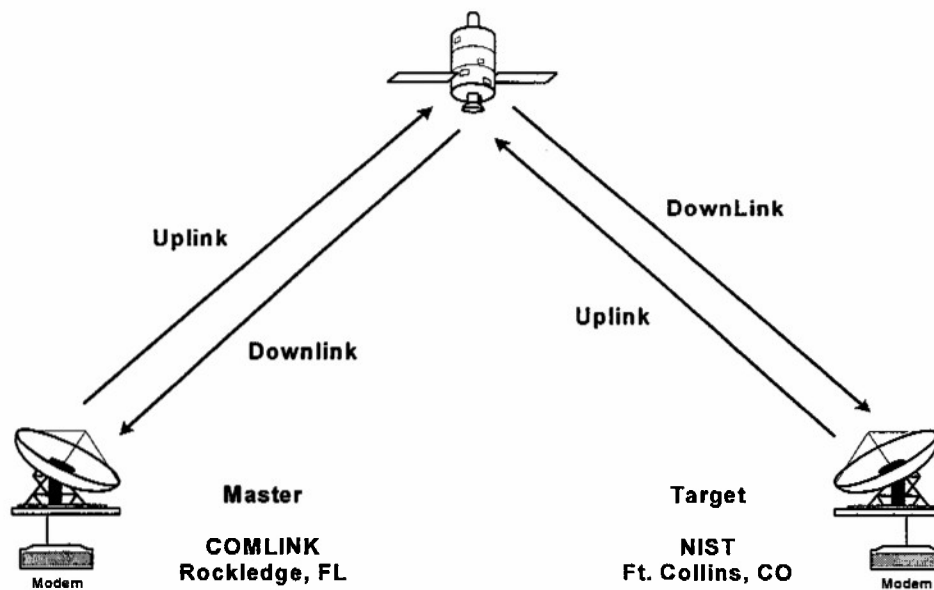 DownLink
Uplink
Uplink
Downlink
Master
Target
COMLINK
Rockledge, FL
NIST
Ft. Collins, CO
Modem
Modem